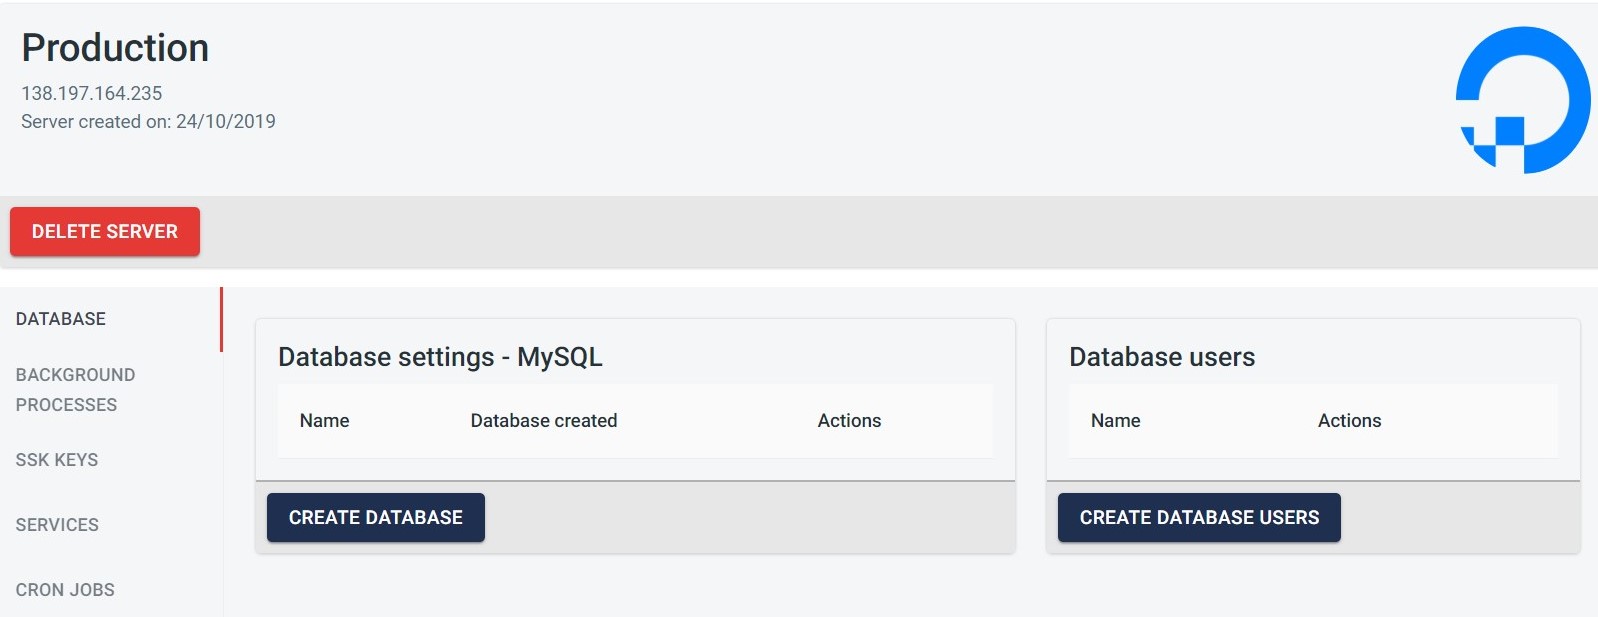 Production
138.197.164.235
Server created on: 24/10/2019
DELETE SERVER
DATABASE
BACKGROUND
PROCESSES
SSK KEYS
SERVICES
CRON JOBS
Database settings - MySQL
Name Database created Actions
CREATE DATABASE
Database users
Name Actions
CREATE DATABASE USERS